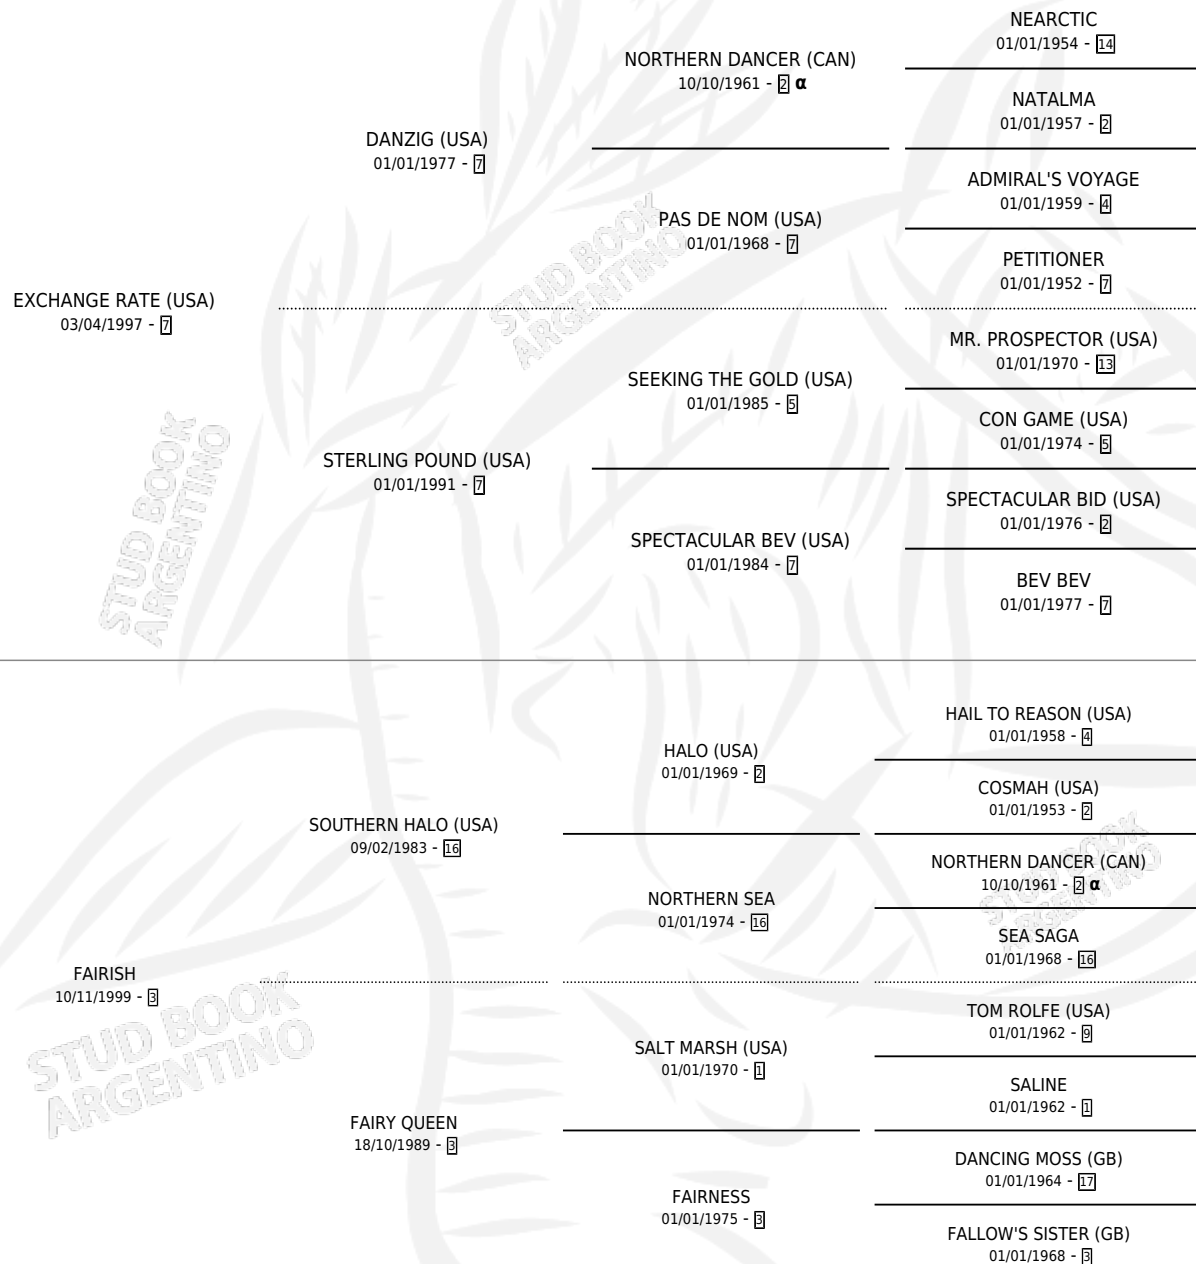 NEARCTIC
01/01/1954 - 14
NORTHERN DANCER (CAN)
10/10/1961 - 2 α
NATALMA
01/01/1957 - 2
DANZIG (USA)
01/01/1977 - 7
ADMIRAL'S VOYAGE
01/01/1959 - 4
PAS DE NOM (USA)
01/01/1968 - 7
PETITIONER
01/01/1952 - 7
EXCHANGE RATE (USA)
03/04/1997 - 7
MR. PROSPECTOR (USA)
01/01/1970 - 13
SEEKING THE GOLD (USA)
01/01/1985 - 5
CON GAME (USA)
01/01/1974 - 5
STERLING POUND (USA)
01/01/1991 - 7
SPECTACULAR BID (USA)
01/01/1976 - 2
SPECTACULAR BEV (USA)
01/01/1984 - 7
BEV BEV
01/01/1977 - 7
HAIL TO REASON (USA)
01/01/1958 - 4
HALO (USA)
01/01/1969 - 2
COSMAH (USA)
01/01/1953 - 2
SOUTHERN HALO (USA)
09/02/1983 - 16
NORTHERN DANCER (CAN)
10/10/1961 - 2 α
NORTHERN SEA
01/01/1974 - 16
SEA SAGA
01/01/1968 - 16
FAIRISH
10/11/1999 - 3
TOM ROLFE (USA)
01/01/1962 - 9
SALT MARSH (USA)
01/01/1970 - 1
SALINE
01/01/1962 - 1
FAIRY QUEEN
18/10/1989 - 3
DANCING MOSS (GB)
01/01/1964 - 17
FAIRNESS
01/01/1975 - 3
FALLOW'S SISTER (GB)
01/01/1968 - 3
STUD BOOK
ARGENTINO
STUD BOOK
ARGENTINO
STUD BOOK
ARGENTINO
STUD BOOK
ARGENTINO